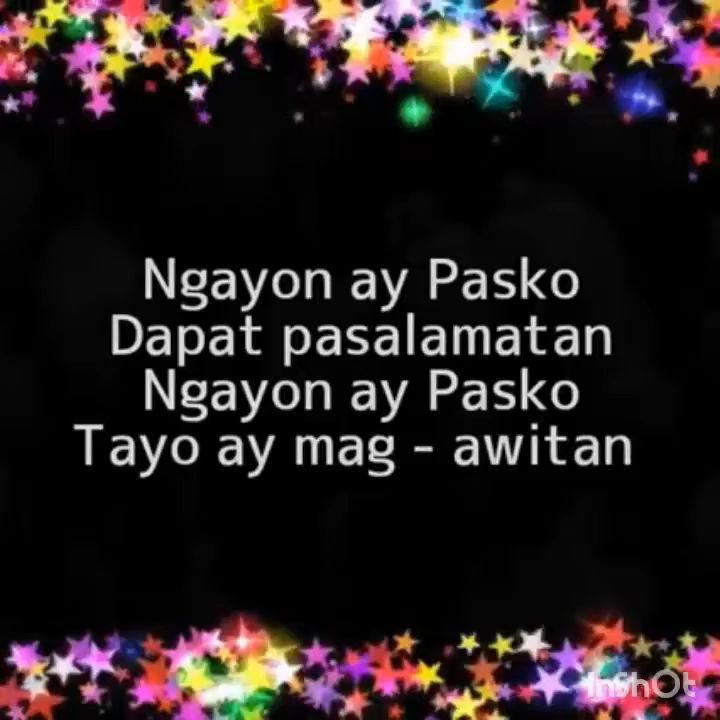 Ngayon ay Pasko
Dapat pasalamatan
Ngayon ay Pasko
Tayo ay mag - awitan
InShOt